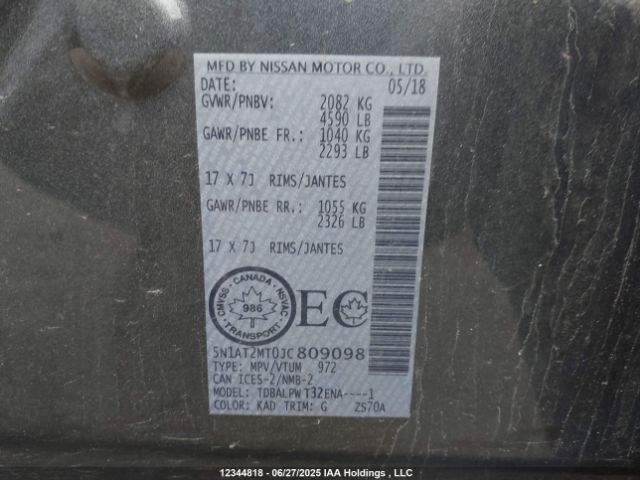 MFD BY NISSAN MOTOR CO., LTD.
DATE: 05/18
GVWR/PNBV: 2082 KG
4590 LB
GAWR/PNBE FR.: 1040 KG
2293 LB
17 X 7J RIMS/JANTES
GAWR/PNBE RR.: 1055 KG
2326 LB
17 X 7J RIMS/JANTES
CANADA
CMVSS NSVAC
986
TRANSPORT
EC
5N1AT2MT0JC809098
TYPE: MPV/VTUM 972
CAN ICES-2/NMB-2
MODEL: TDBALPWT32ENA----1
COLOR: KAD TRIM: G ZS70A
12344818 - 06/27/2025 IAA Holdings , LLC